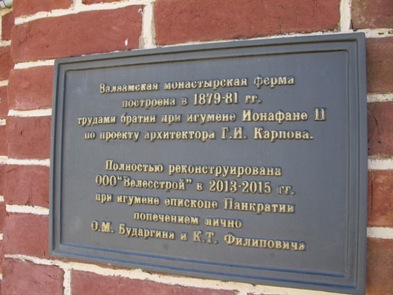 Валаамская монастырская ферма
построена в 1879-81 гг.
трудами братии при игумене Ионафане II
по проекту архитектора Г.И. Карпова.
Полностью реконструирована
ООО "Велесстрой" в 2013-2015 гг.
при игумене епископе Панкратии
попечением лично
О.М. Бударгина и К.Т. Филиповича